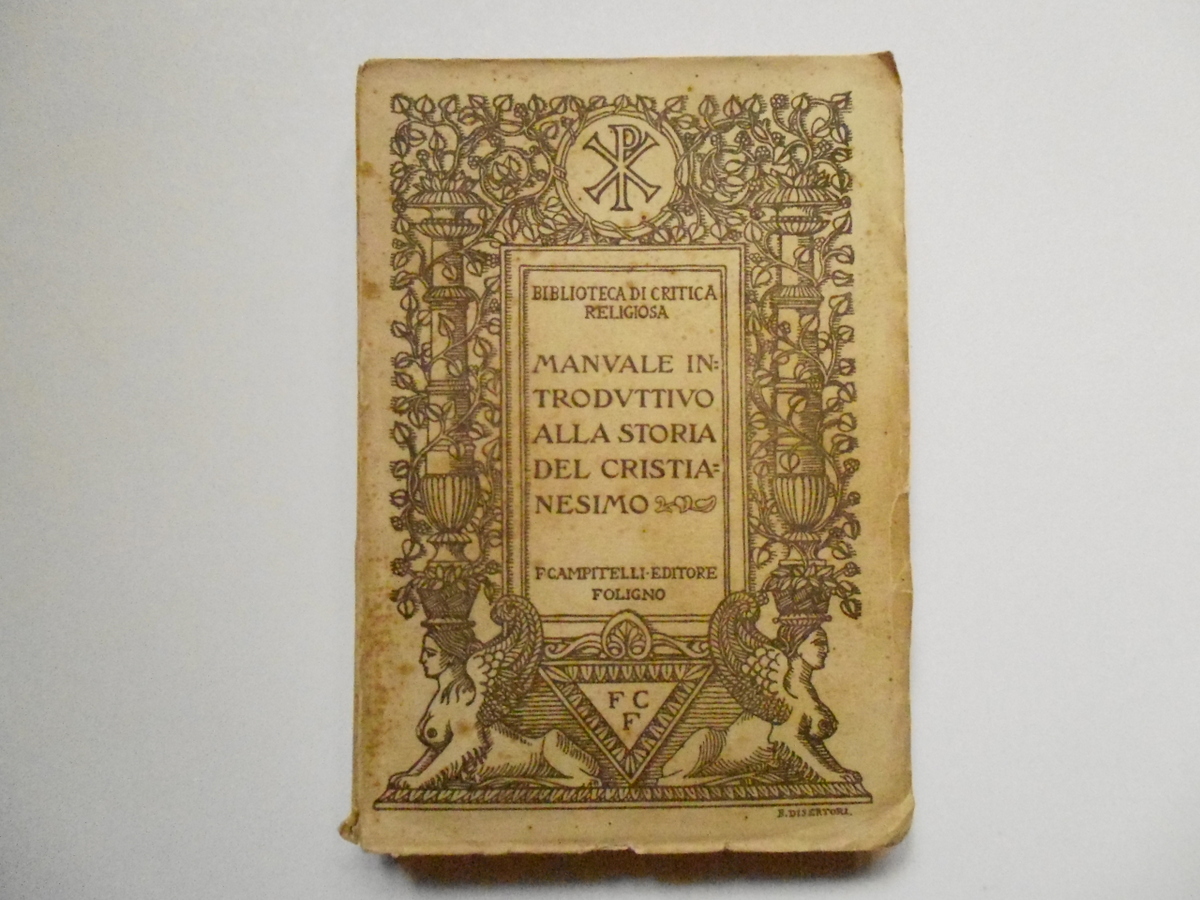 BIBLIOTECA DI CRITICA
RELIGIOSA
MANVALE IN=
TRODVTTIVO
ALLA STORIA
DEL CRISTIA=
NESIMO
F CAMPITELLI·EDITORE
FOLIGNO
F C
F
B. DISERTORI.